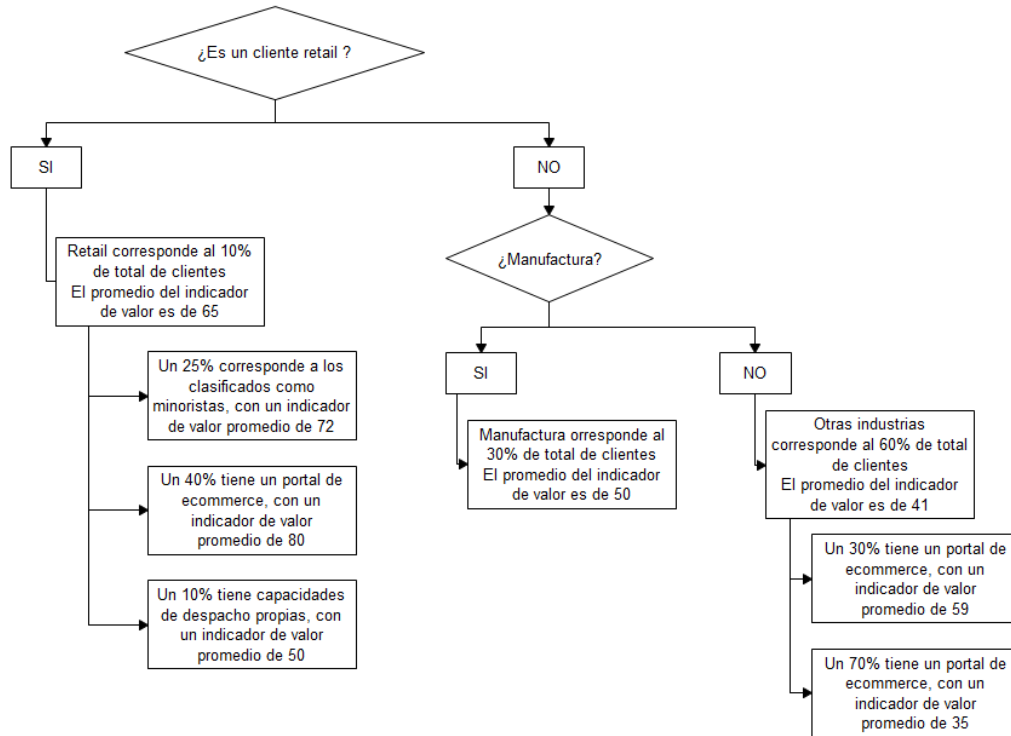 ¿Es un cliente retail ?
SI
NO
Retail corresponde al 10%
de total de clientes
El promedio del indicador
de valor es de 65
¿Manufactura?
Un 25% corresponde a los
clasificados como
minoristas, con un indicador
de valor promedio de 72
Un 40% tiene un portal de
ecommerce, con un
indicador de valor
promedio de 80
Un 10% tiene capacidades
de despacho propias, con
un indicador de valor
promedio de 50
SI
NO
Manufactura orresponde al
30% de total de clientes
El promedio del indicador
de valor es de 50
Otras industrias
corresponde al 60% de total
de clientes
El promedio del indicador
de valor es de 41
Un 30% tiene un portal de
ecommerce, con un
indicador de valor
promedio de 59
Un 70% tiene un portal de
ecommerce, con un
indicador de valor
promedio de 35